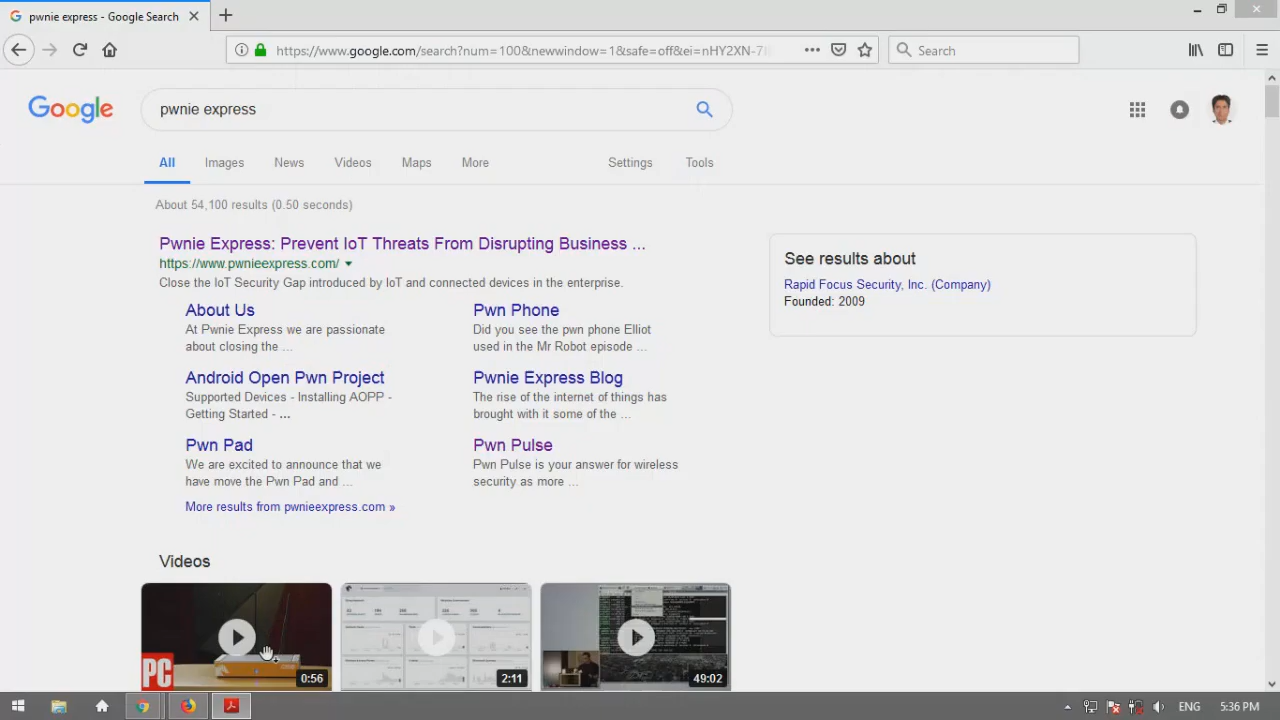 pwnie express - Google Search
https://www.google.com/search?num=100&newwindow=1&safe=off&ei=nHY2XN-7I
Search
Google
pwnie express
All
Images
News
Videos
Maps
More
Settings
Tools
About 54,100 results (0.50 seconds)
Pwnie Express: Prevent IoT Threats From Disrupting Business ...
https://www.pwnieexpress.com/
Close the IoT Security Gap introduced by IoT and connected devices in the enterprise.
About Us
At Pwnie Express we are passionate
about closing the ...
Pwn Phone
Did you see the pwn phone Elliot
used in the Mr Robot episode ...
Android Open Pwn Project
Supported Devices - Installing AOPP -
Getting Started - ...
Pwnie Express Blog
The rise of the internet of things has
brought with it some of the ...
Pwn Pad
We are excited to announce that we
have move the Pwn Pad and ...
Pwn Pulse
Pwn Pulse is your answer for wireless
security as more ...
More results from pwnieexpress.com »
See results about
Rapid Focus Security, Inc. (Company)
Founded: 2009
Videos
PC
0:56
2:11
49:02
ENG
5:36 PM